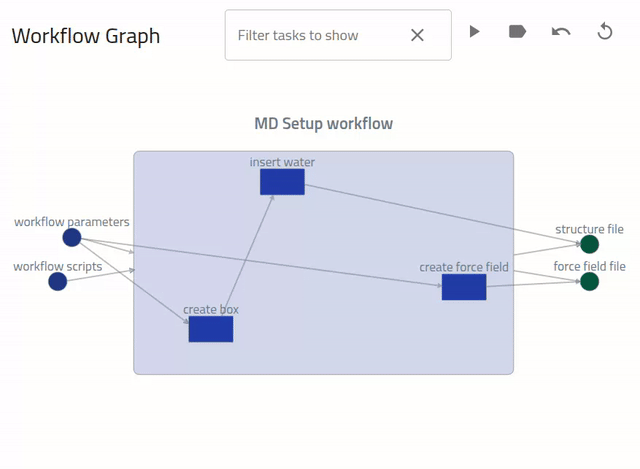 Workflow Graph
Filter tasks to show
MD Setup workflow
insert water
workflow parameters
structure file
workflow scripts
create force field
force field file
create box